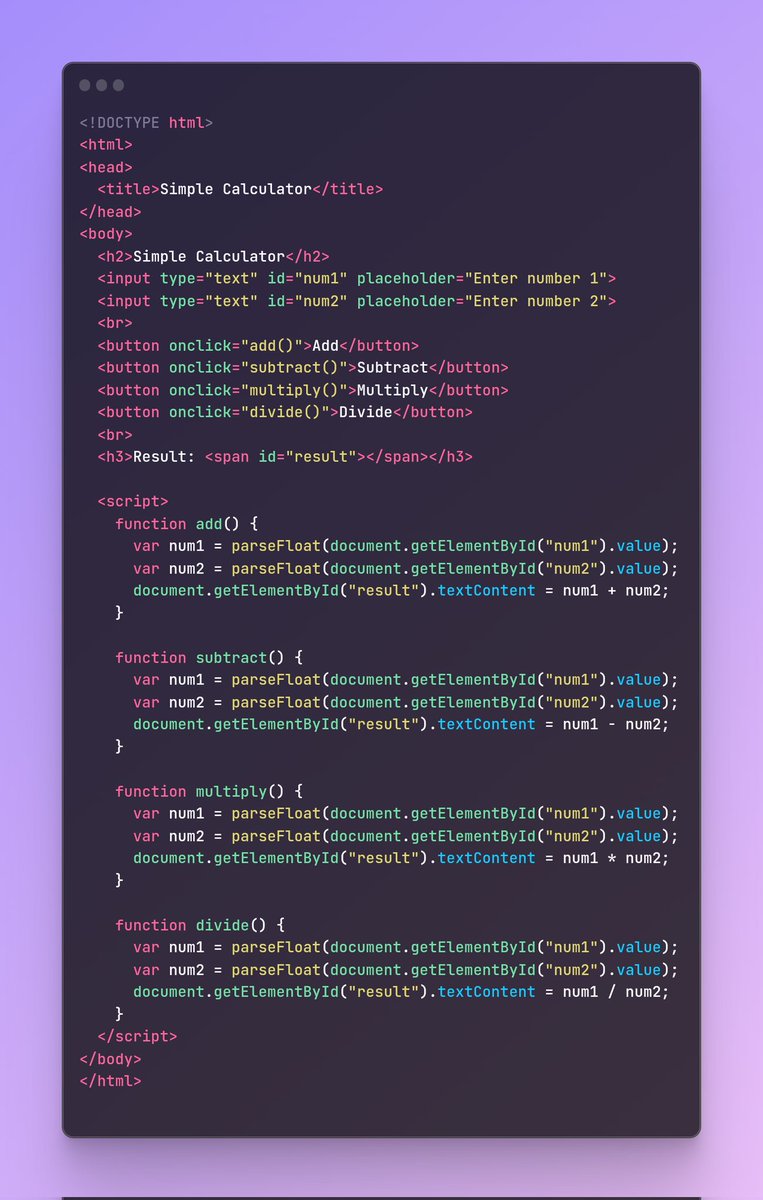 <!DOCTYPE html>
<html>
<head>
  <title>Simple Calculator</title>
</head>
<body>
  <h2>Simple Calculator</h2>
  <input type="text" id="num1" placeholder="Enter number 1">
  <input type="text" id="num2" placeholder="Enter number 2">
  <br>
  <button onclick="add()">Add</button>
  <button onclick="subtract()">Subtract</button>
  <button onclick="multiply()">Multiply</button>
  <button onclick="divide()">Divide</button>
  <br>
  <h3>Result: <span id="result"></span></h3>

  <script>
    function add() {
      var num1 = parseFloat(document.getElementById("num1").value);
      var num2 = parseFloat(document.getElementById("num2").value);
      document.getElementById("result").textContent = num1 + num2;
    }

    function subtract() {
      var num1 = parseFloat(document.getElementById("num1").value);
      var num2 = parseFloat(document.getElementById("num2").value);
      document.getElementById("result").textContent = num1 - num2;
    }

    function multiply() {
      var num1 = parseFloat(document.getElementById("num1").value);
      var num2 = parseFloat(document.getElementById("num2").value);
      document.getElementById("result").textContent = num1 * num2;
    }

    function divide() {
      var num1 = parseFloat(document.getElementById("num1").value);
      var num2 = parseFloat(document.getElementById("num2").value);
      document.getElementById("result").textContent = num1 / num2;
    }
  </script>
</body>
</html>